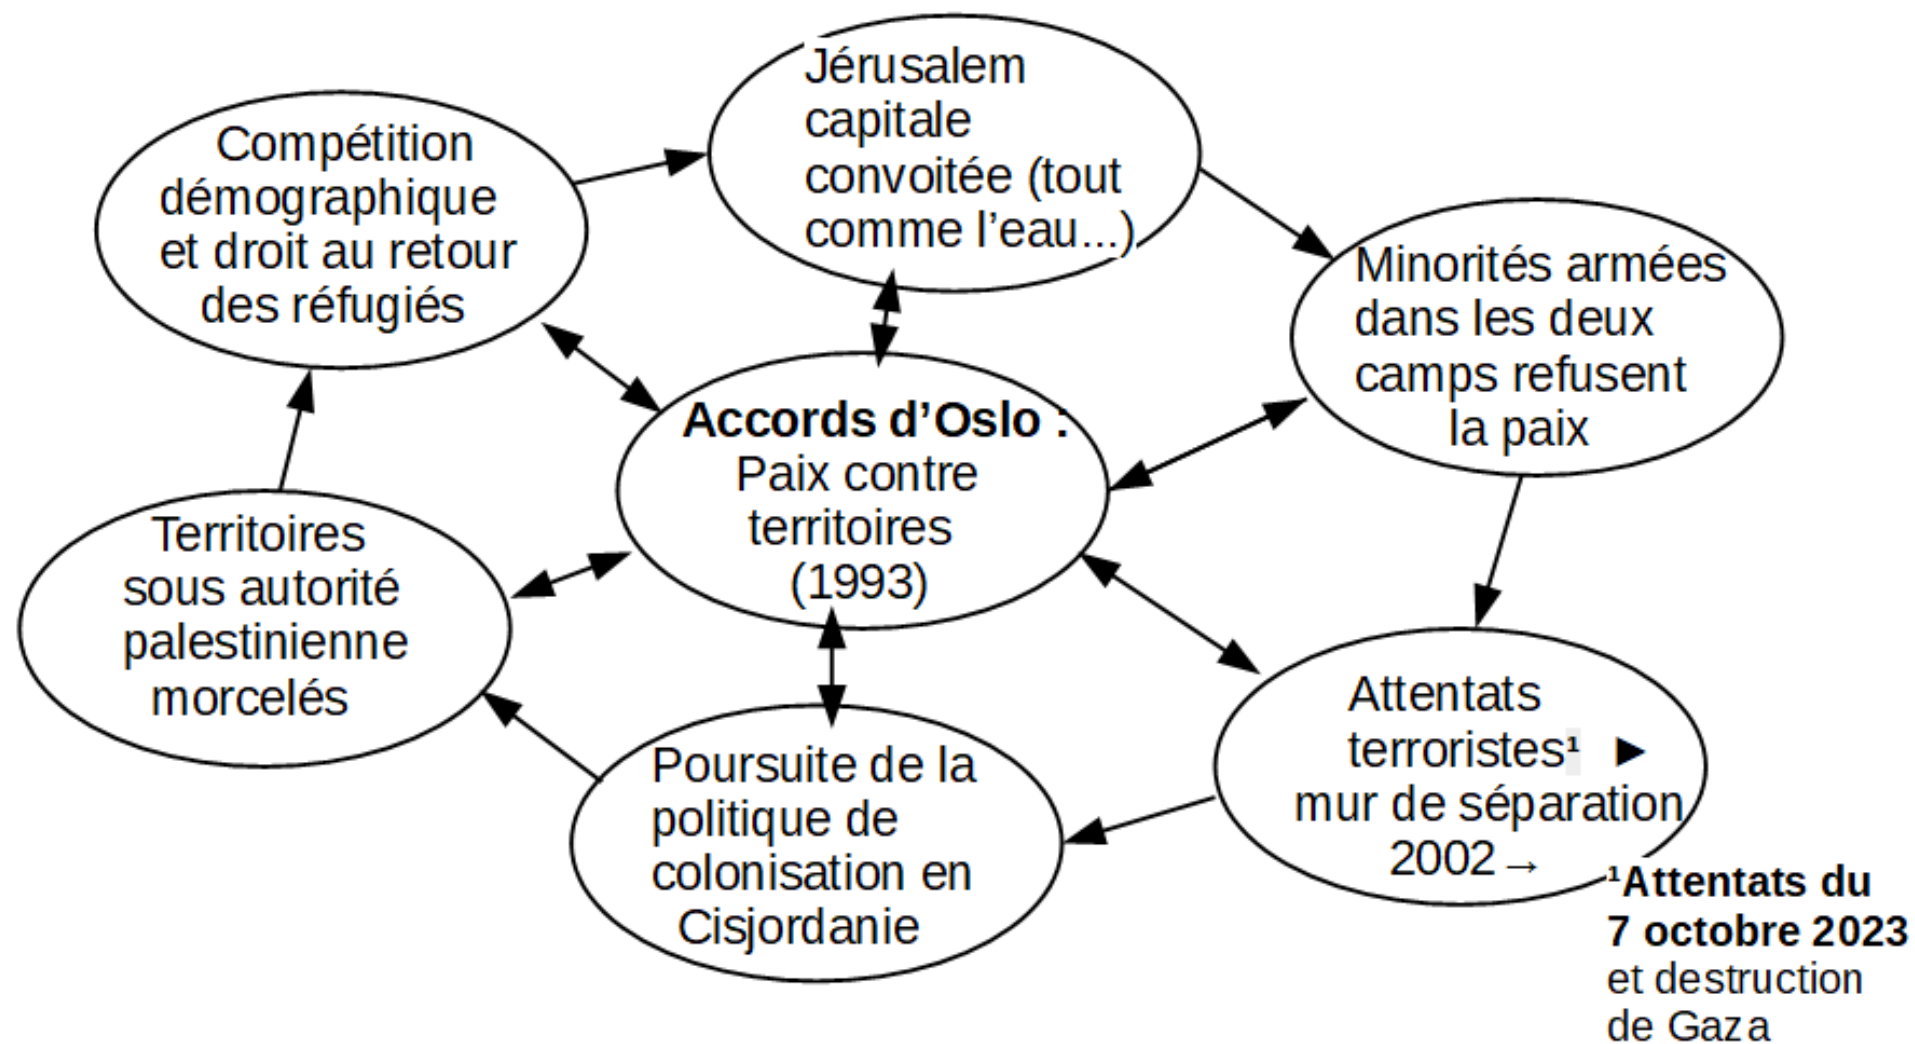 Jérusalem
capitale
convoitée (tout
comme l’eau...)
Compétition
démographique
et droit au retour
des réfugiés
Minorités armées
dans les deux
camps refusent
la paix
Accords d’Oslo :
Paix contre
territoires
(1993)
Territoires
sous autorité
palestinienne
morcelés
Attentats
terroristes¹ ►
mur de séparation
2002→
Poursuite de la
politique de
colonisation en
Cisjordanie
¹Attentats du
7 octobre 2023
et destruction
de Gaza